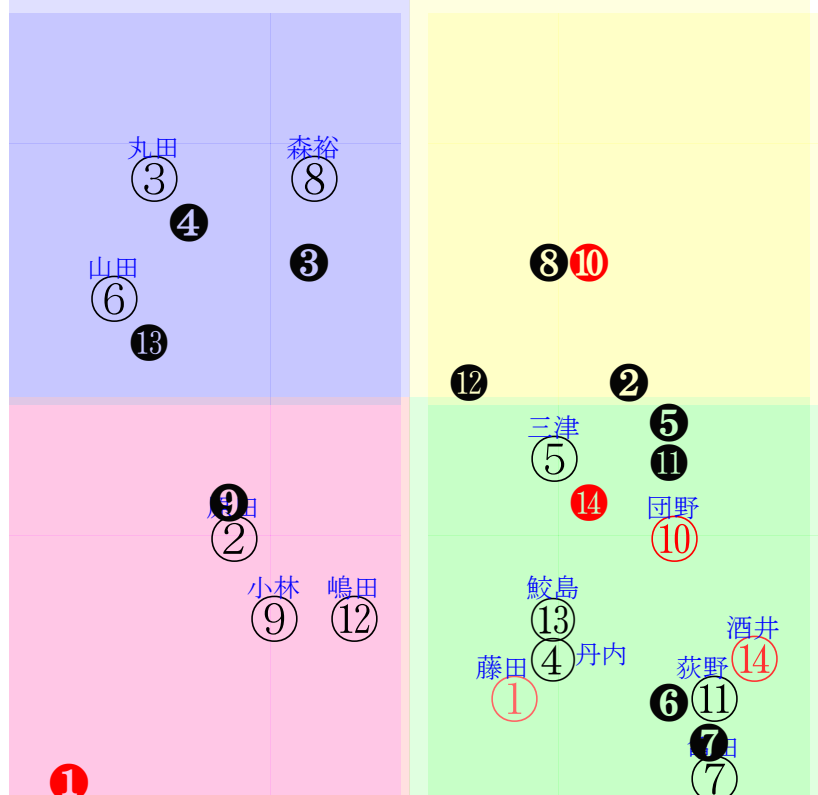 丸田
③
森裕
⑧
❹
❸
山田
⑥
⓭
❽
❿
⓬
❷
❺
三津
⑤
⓫
❾
②
⓮
団野
⑩
小林
⑨
嶋田
⑫
鮫島
⑬
④
丹内
藤田
①
酒井
⑭
荻野
⑪
❻
❼
⑦
❶